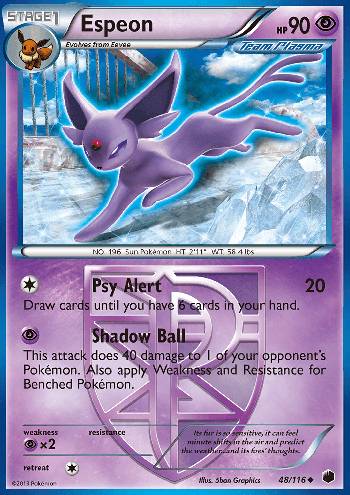 STAGE1
Espeon
HP 90
Evolves from Eevee
Team Plasma
NO. 196 Sun Pokémon HT. 2'11" WT. 58.4 lbs
Psy Alert 20
Draw cards until you have 6 cards in your hand.
Shadow Ball
This attack does 40 damage to 1 of your opponent's
Pokémon. Also apply Weakness and Resistance for
Benched Pokémon.
weakness
resistance
x2
retreat
Its fur is so sensitive, it can feel
minute shifts in the air and predict
the weather and its foes' thoughts.
©2013 Pokémon
Illus. 5ban Graphics
48/116